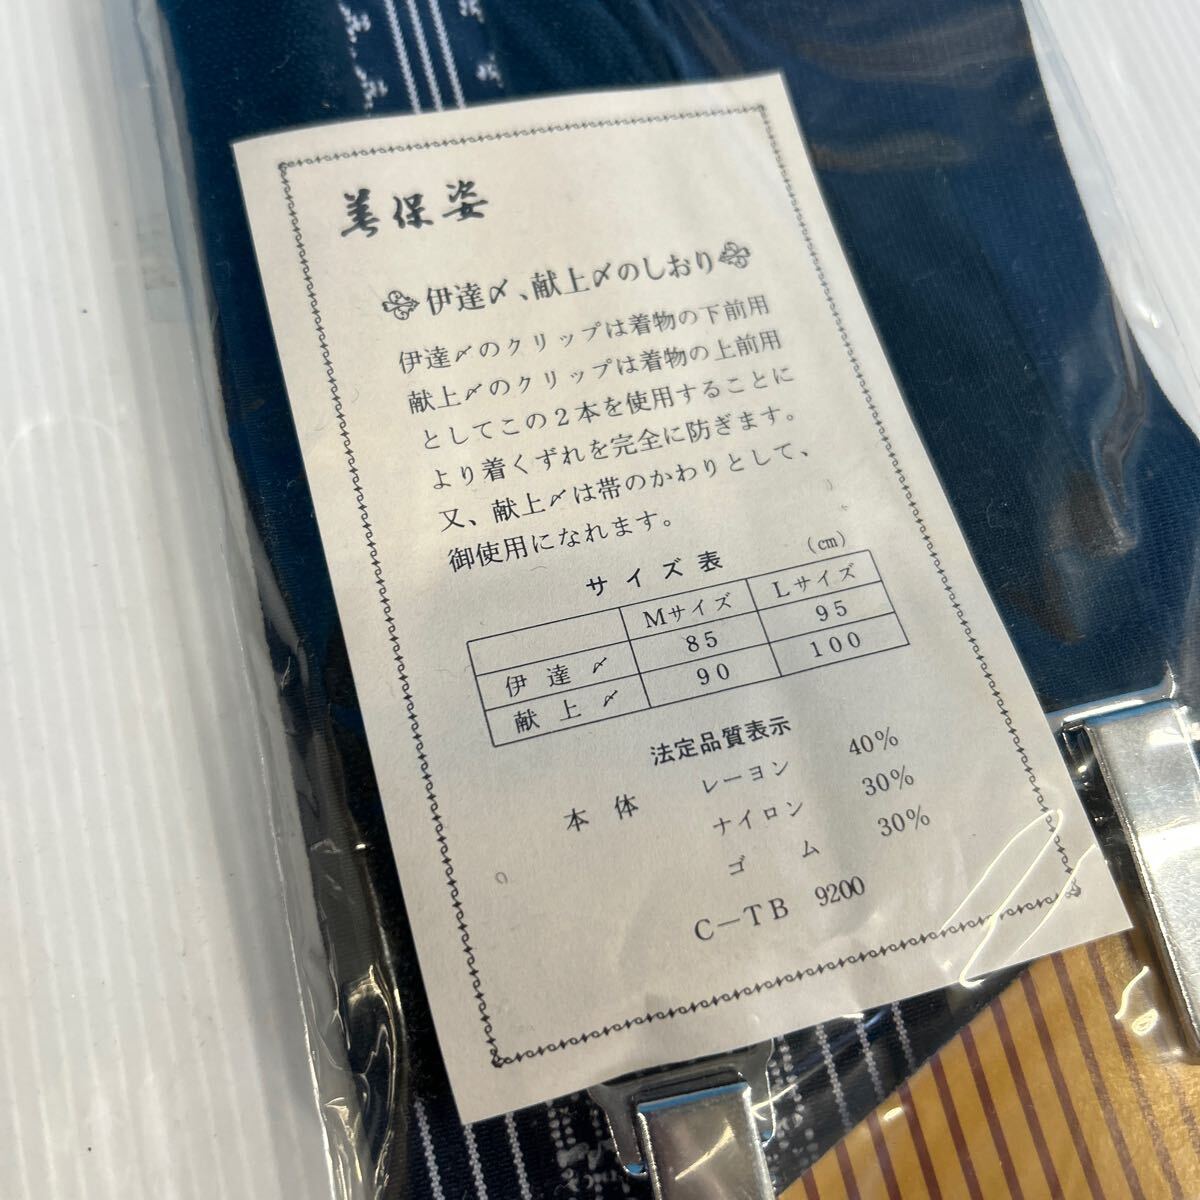 美保姿
伊達〆、献上〆のしおり
伊達〆のクリップは着物の下前用
献上〆のクリップは着物の上前用
としてこの2本を使用することに
より着くずれを完全に防ぎます。
又、献上〆は帯のかわりとして、
御使用になれます。
サイズ表 (cm)
Mサイズ Lサイズ
伊達〆 85 95
献上〆 90 100
法定品質表示
本体 レーヨン 40%
ナイロン 30%
ゴム 30%
C－TB 9200